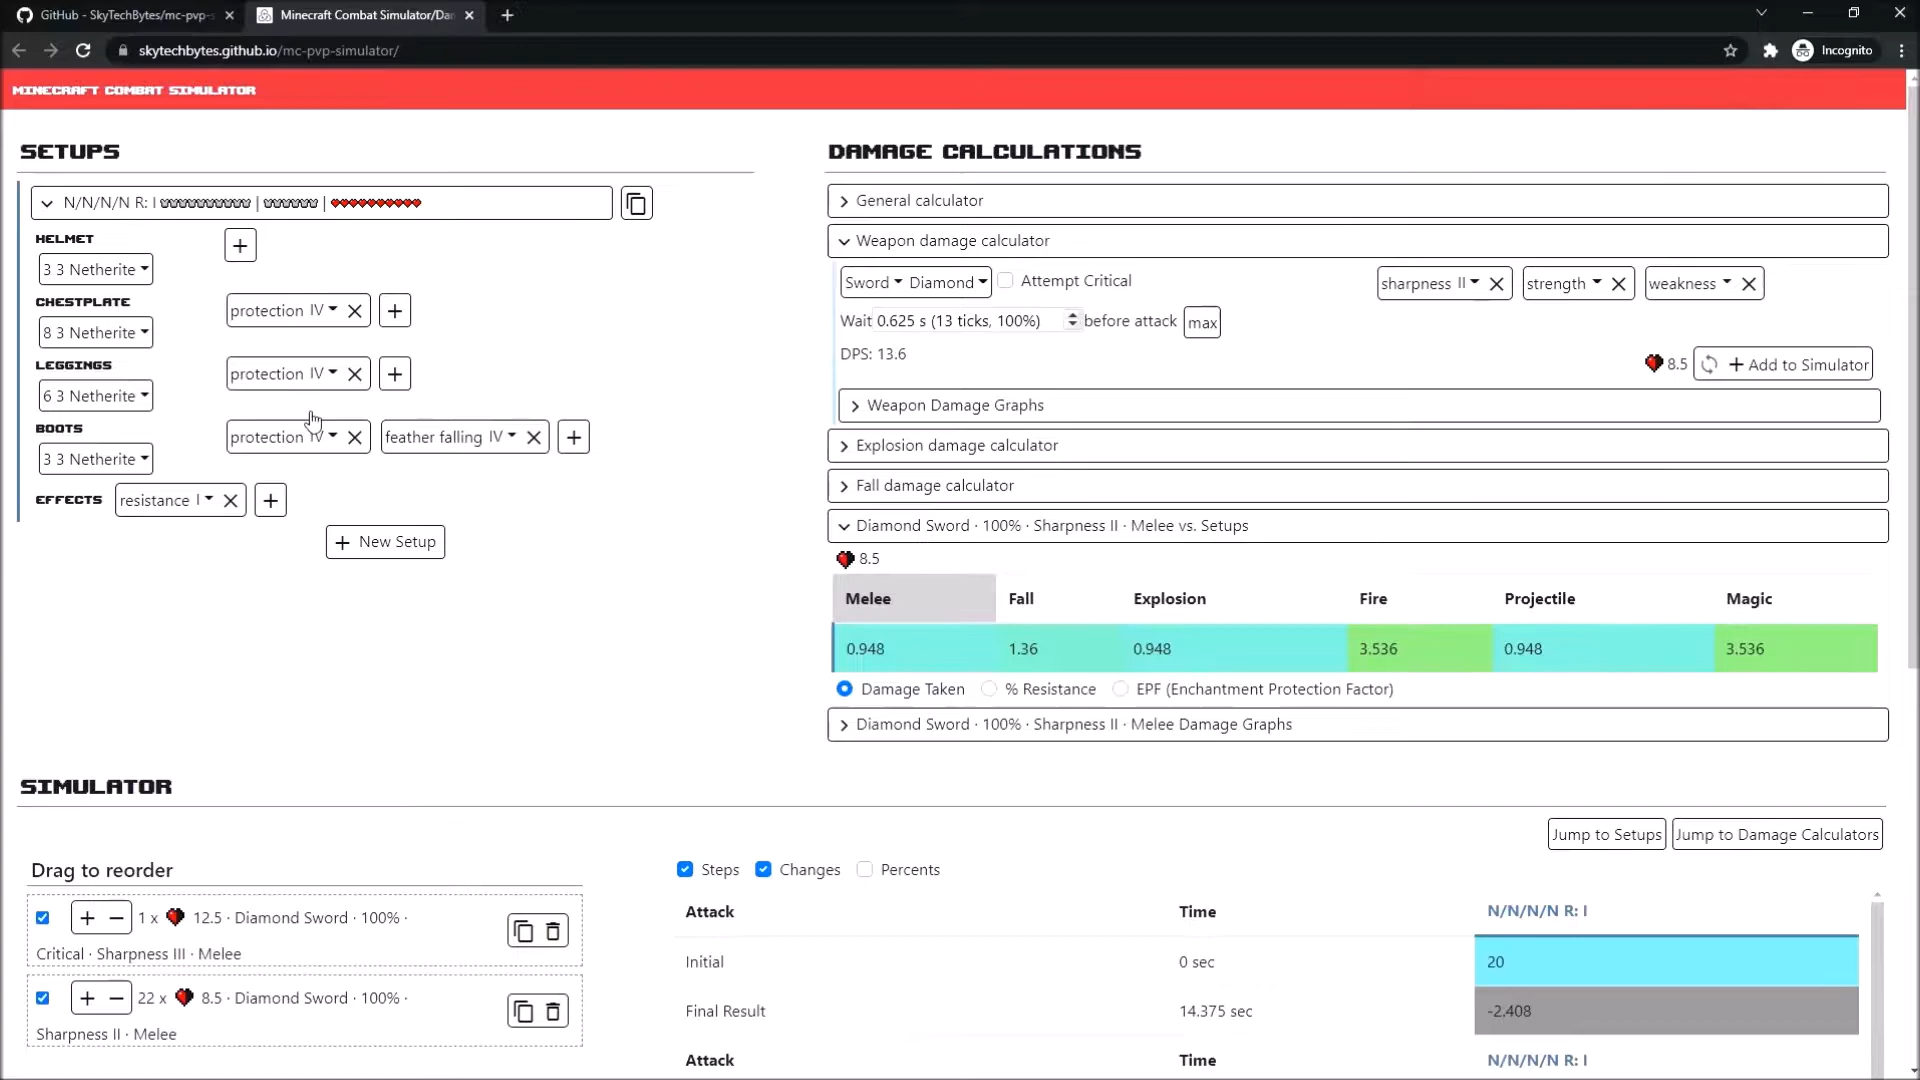 GitHub - SkyTechBytes/mc-pvp-s
Minecraft Combat Simulator/Dan
skytechbytes.github.io/mc-pvp-simulator/
Incognito
MINECRAFT COMBAT SIMULATOR
SETUPS
N/N/N/N R: I | |
HELMET
3 3 Netherite
CHESTPLATE
8 3 Netherite
protection IV
LEGGINGS
6 3 Netherite
protection IV
BOOTS
3 3 Netherite
protection IV
feather falling IV
EFFECTS
resistance I
New Setup
DAMAGE CALCULATIONS
General calculator
Weapon damage calculator
Sword Diamond Attempt Critical
sharpness II strength weakness
Wait 0.625 s (13 ticks, 100%) before attack max
DPS: 13.6
8.5 + Add to Simulator
Weapon Damage Graphs
Explosion damage calculator
Fall damage calculator
Diamond Sword · 100% · Sharpness II · Melee vs. Setups
8.5
Melee Fall Explosion Fire Projectile Magic
0.948 1.36 0.948 3.536 0.948 3.536
Damage Taken % Resistance EPF (Enchantment Protection Factor)
Diamond Sword · 100% · Sharpness II · Melee Damage Graphs
SIMULATOR
Jump to Setups Jump to Damage Calculators
Drag to reorder
+ − 1 x 12.5 · Diamond Sword · 100% ·
Critical · Sharpness III · Melee
+ − 22 x 8.5 · Diamond Sword · 100% ·
Sharpness II · Melee
Steps Changes Percents
Attack Time N/N/N/N R: I
Initial 0 sec 20
Final Result 14.375 sec -2.408
Attack Time N/N/N/N R: I